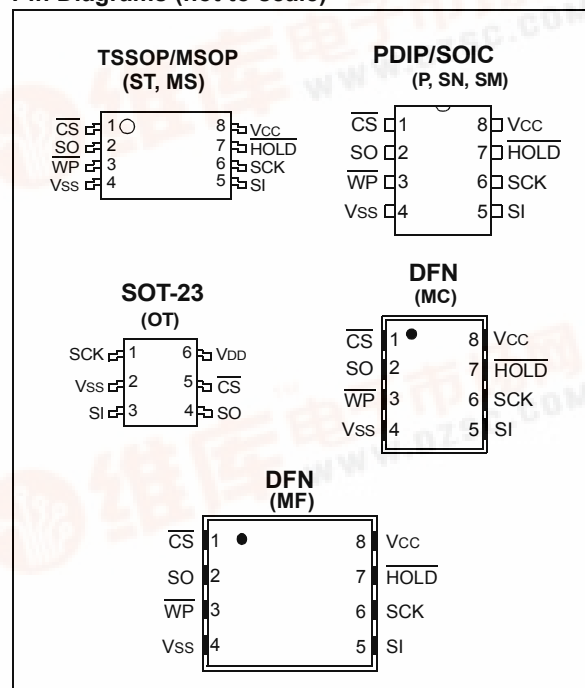 Pin Diagrams (not to scale)
TSSOP/MSOP
(ST, MS)
CS 1 8 VCC
SO 2 7 HOLD
WP 3 6 SCK
VSS 4 5 SI
PDIP/SOIC
(P, SN, SM)
CS 1 8 VCC
SO 2 7 HOLD
WP 3 6 SCK
VSS 4 5 SI
SOT-23
(OT)
SCK 1 6 VDD
VSS 2 5 CS
SI 3 4 SO
DFN
(MC)
CS 1 8 VCC
SO 2 7 HOLD
WP 3 6 SCK
VSS 4 5 SI
DFN
(MF)
CS 1 8 VCC
SO 2 7 HOLD
WP 3 6 SCK
VSS 4 5 SI